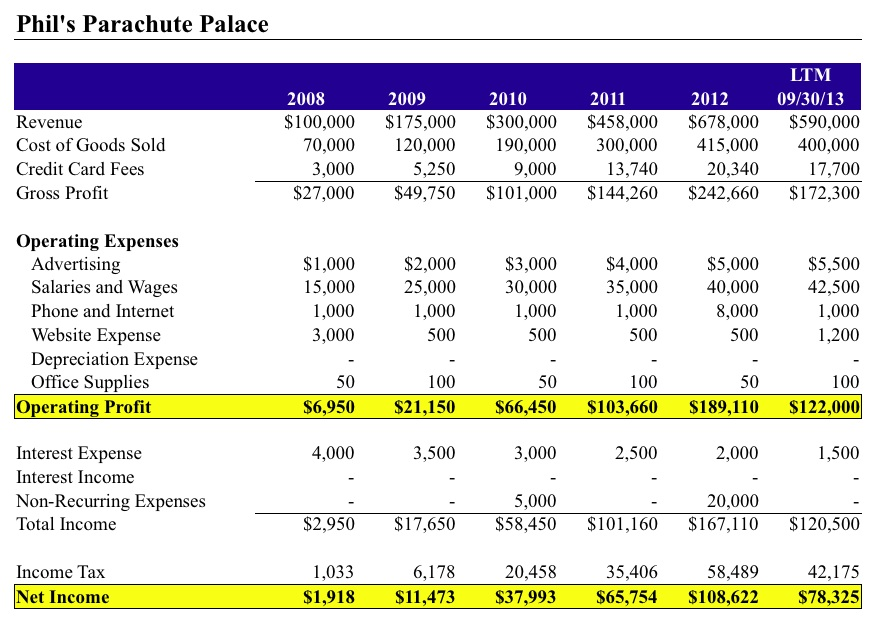 Phil's Parachute Palace
LTM
2008 2009 2010 2011 2012 09/30/13
Revenue $100,000 $175,000 $300,000 $458,000 $678,000 $590,000
Cost of Goods Sold 70,000 120,000 190,000 300,000 415,000 400,000
Credit Card Fees 3,000 5,250 9,000 13,740 20,340 17,700
Gross Profit $27,000 $49,750 $101,000 $144,260 $242,660 $172,300
Operating Expenses
Advertising $1,000 $2,000 $3,000 $4,000 $5,000 $5,500
Salaries and Wages 15,000 25,000 30,000 35,000 40,000 42,500
Phone and Internet 1,000 1,000 1,000 1,000 8,000 1,000
Website Expense 3,000 500 500 500 500 1,200
Depreciation Expense - - - - - -
Office Supplies 50 100 50 100 50 100
Operating Profit $6,950 $21,150 $66,450 $103,660 $189,110 $122,000
Interest Expense 4,000 3,500 3,000 2,500 2,000 1,500
Interest Income - - - - - -
Non-Recurring Expenses - - 5,000 - 20,000 -
Total Income $2,950 $17,650 $58,450 $101,160 $167,110 $120,500
Income Tax 1,033 6,178 20,458 35,406 58,489 42,175
Net Income $1,918 $11,473 $37,993 $65,754 $108,622 $78,325